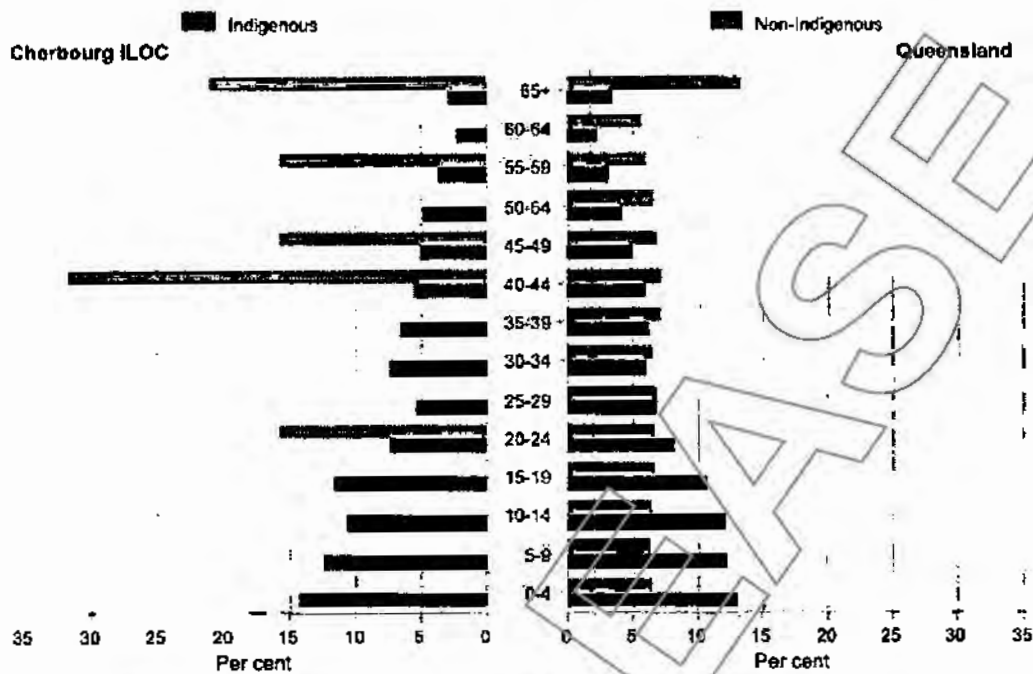 Indigenous Non-Indigenous
Cherbourg ILOC Queensland
65+
60-64
55-59
50-54
45-49
40-44
35-39
30-34
25-29
20-24
15-19
10-14
5-9
0-4
35 30 25 20 15 10 5 0 0 5 10 15 20 25 30 35
Per cent Per cent
EASE